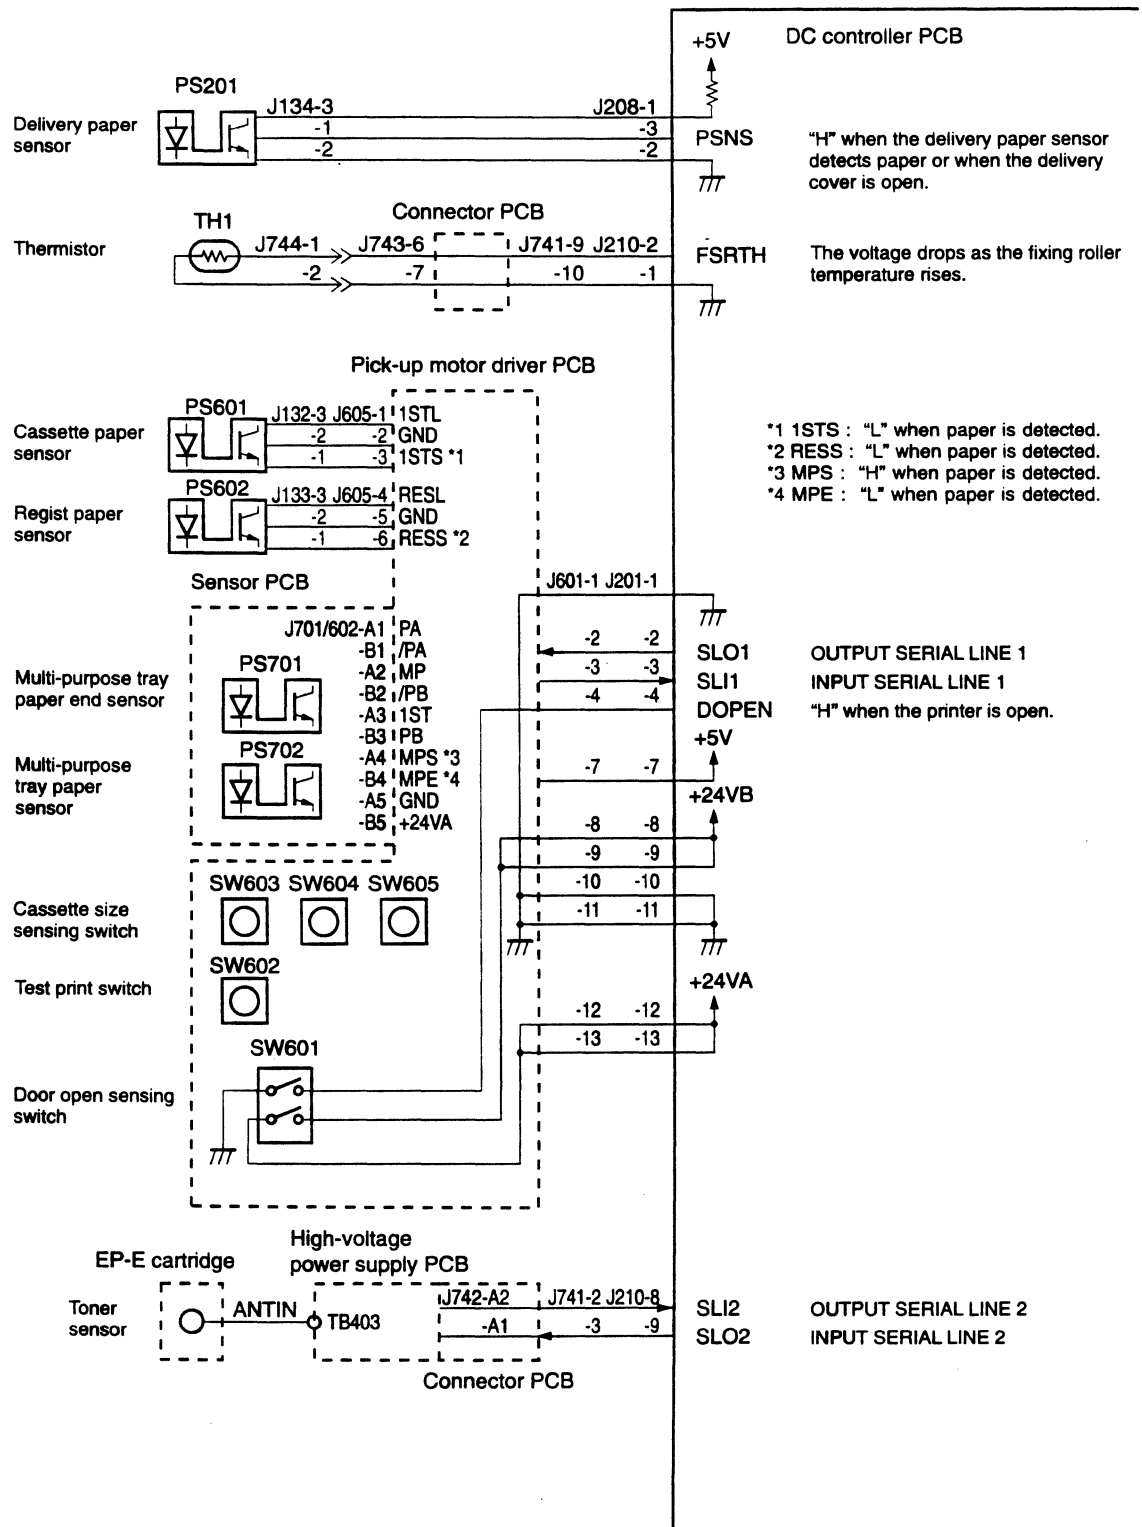 +5V DC controller PCB
PS201
J134-3 J208-1
Delivery paper
sensor
-1 -3
-2 -2
PSNS
"H" when the delivery paper sensor
detects paper or when the delivery
cover is open.
Connector PCB
TH1
Thermistor
J744-1 J743-6 J741-9 J210-2
-2 -7 -10 -1
FSRTH
The voltage drops as the fixing roller
temperature rises.
Pick-up motor driver PCB
PS601
J132-3 J605-1 1STL
Cassette paper
sensor
-2 -2 GND
-1 -3 1STS *1
*1 1STS : "L" when paper is detected.
*2 RESS : "L" when paper is detected.
*3 MPS : "H" when paper is detected.
*4 MPE : "L" when paper is detected.
PS602
J133-3 J605-4 RESL
Regist paper
sensor
-2 -5 GND
-1 -6 RESS *2
Sensor PCB
J601-1 J201-1
J701/602-A1 PA
-B1 /PA
-A2 MP
-B2 /PB
-A3 1ST
-B3 PB
-A4 MPS *3
-B4 MPE *4
-A5 GND
-B5 +24VA
PS701
Multi-purpose tray
paper end sensor
PS702
Multi-purpose
tray paper
sensor
-2 -2 SLO1 OUTPUT SERIAL LINE 1
-3 -3 SLI1 INPUT SERIAL LINE 1
-4 -4 DOPEN "H" when the printer is open.
+5V
-7 -7
+24VB
-8 -8
-9 -9
-10 -10
-11 -11
SW603 SW604 SW605
Cassette size
sensing switch
SW602
Test print switch
+24VA
-12 -12
-13 -13
SW601
Door open sensing
switch
High-voltage
power supply PCB
EP-E cartridge
Toner
sensor
ANTIN
TB403
J742-A2 J741-2 J210-8
SLI2 OUTPUT SERIAL LINE 2
-A1 -3 -9
SLO2 INPUT SERIAL LINE 2
Connector PCB